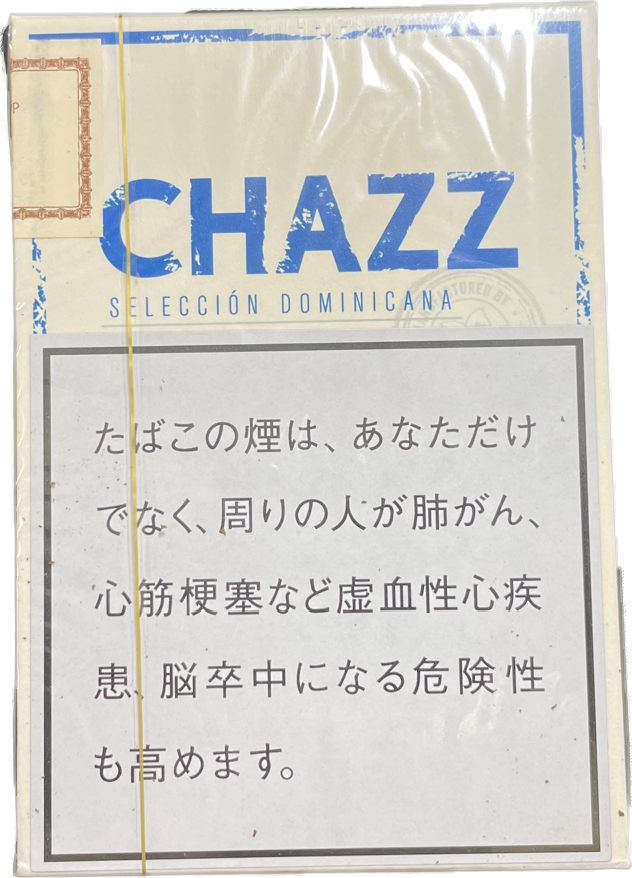 P
CHAZZ
SELECCIÓN DOMINICANA
たばこの煙は、あなただけ
でなく、周りの人が肺がん、
心筋梗塞など虚血性心疾
患、脳卒中になる危険性
も高めます。